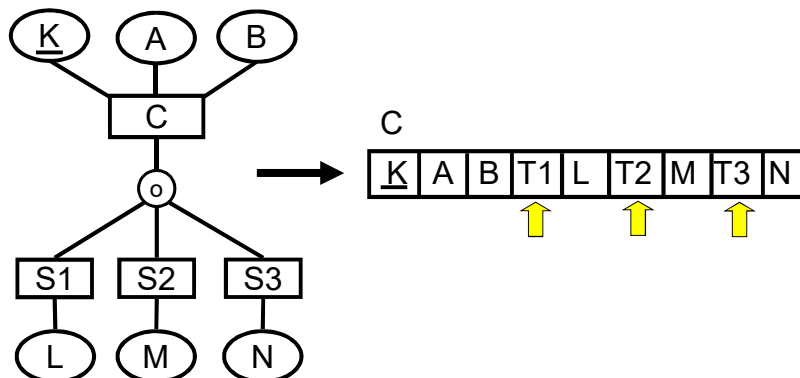 K A B
C
C
K A B T1 L T2 M T3 N
o
S1 S2 S3
L M N